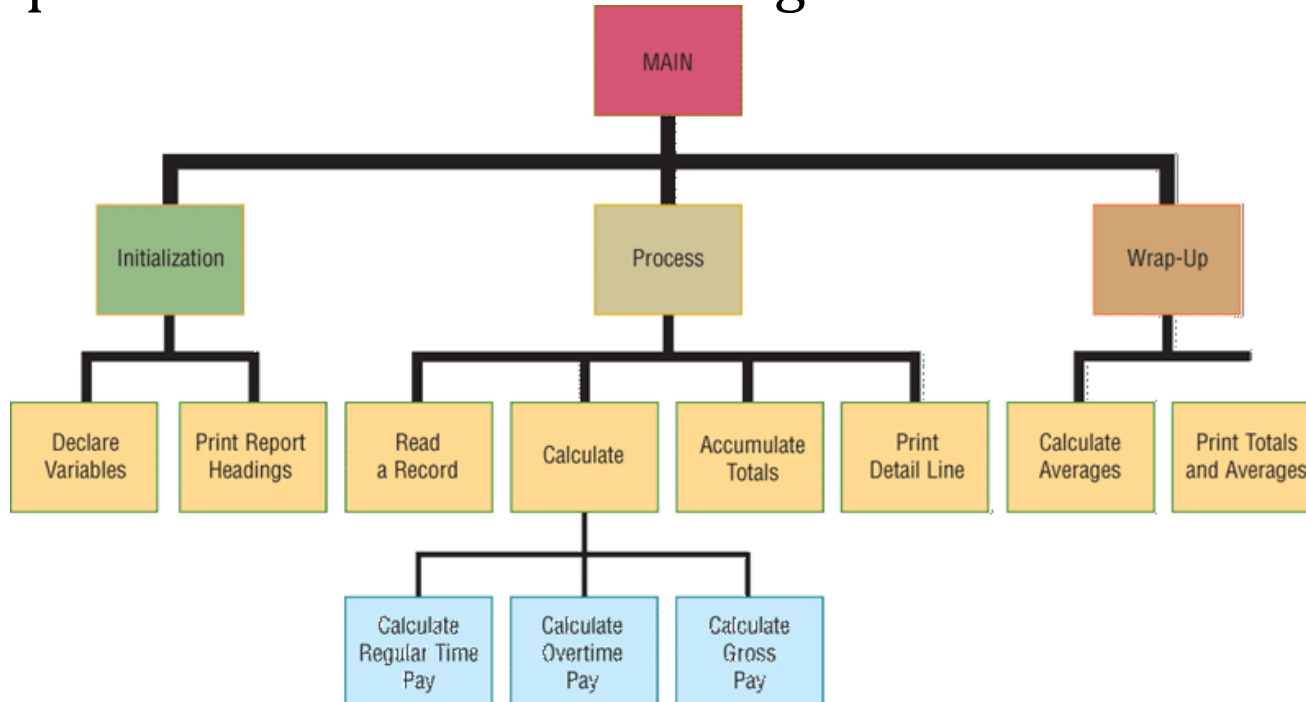 MAIN
Initialization
Process
Wrap-Up
Declare
Variables
Print Report
Headings
Read
a Record
Calculate
Accumulate
Totals
Print
Detail Line
Calculate
Averages
Print Totals
and Averages
Calculate
Regular Time
Pay
Calculate
Overtime
Pay
Calculate
Gross
Pay